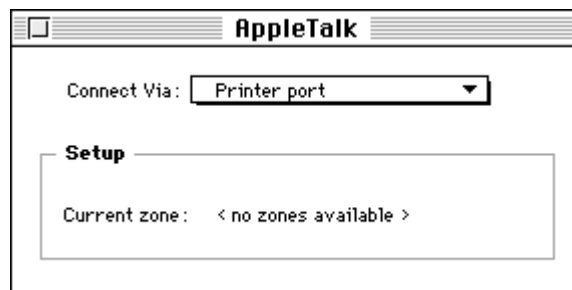 AppleTalk
Connect Via: Printer port
Setup
Current zone: < no zones available >